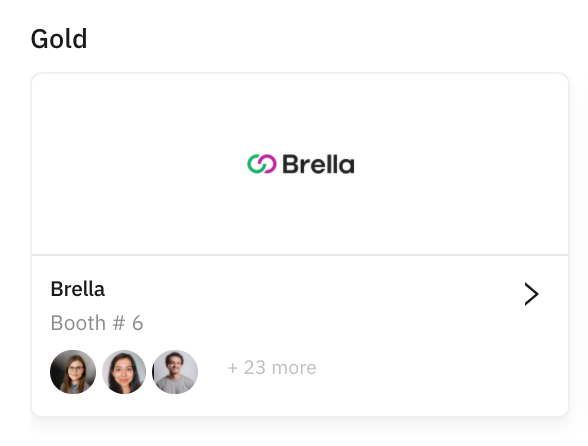 Gold
Brella
Brella
Booth # 6
+ 23 more